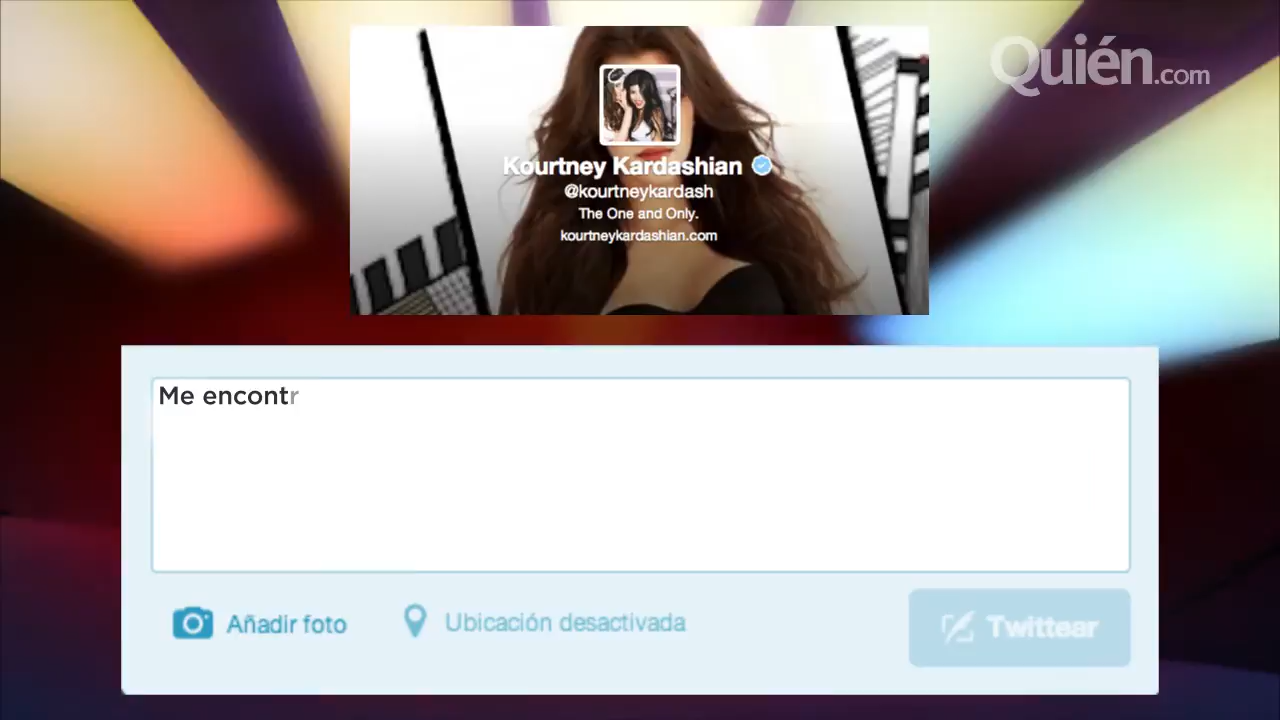 Quién.com
Kourtney Kardashian
@kourtneykardash
The One and Only.
kourtneykardashian.com
Me encontr
Añadir foto
Ubicación desactivada
Twittear